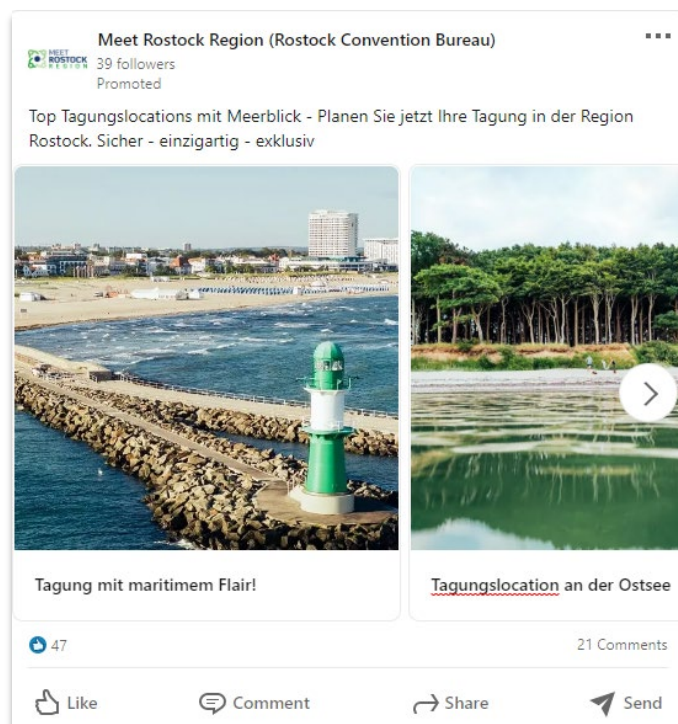 MEET
ROSTOCK
REGION
Meet Rostock Region (Rostock Convention Bureau)
39 followers
Promoted
Top Tagungslocations mit Meerblick - Planen Sie jetzt Ihre Tagung in der Region
Rostock. Sicher - einzigartig - exklusiv
Tagung mit maritimem Flair!
Tagungslocation an der Ostsee
47
21 Comments
Like
Comment
Share
Send